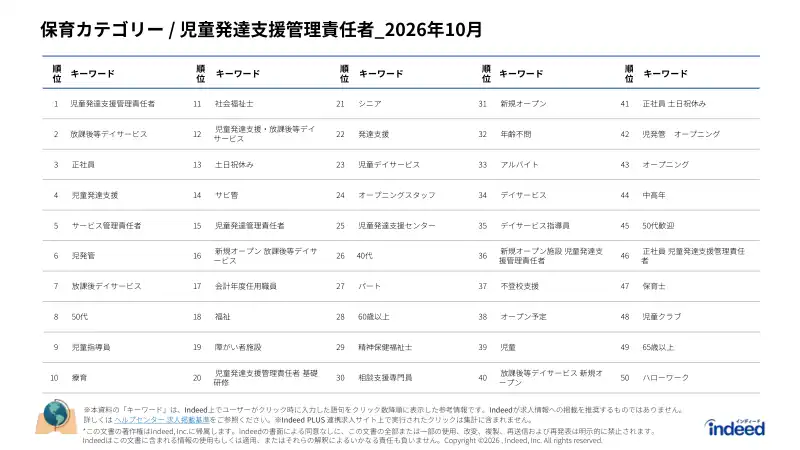 保育カテゴリー / 児童発達支援管理責任者_2026年10月
順位 キーワード 順位 キーワード 順位 キーワード 順位 キーワード 順位 キーワード
1 児童発達支援管理責任者 11 社会福祉士 21 シニア 31 新規オープン 41 正社員 土日祝休み
2 放課後等デイサービス 12 児童発達支援・放課後等デイサービス 22 発達支援 32 年齢不問 42 児発管　オープニング
3 正社員 13 土日祝休み 23 児童デイサービス 33 アルバイト 43 オープニング
4 児童発達支援 14 サビ管 24 オープニングスタッフ 34 デイサービス 44 中高年
5 サービス管理責任者 15 児童発達管理責任者 25 児童発達支援センター 35 デイサービス指導員 45 50代歓迎
6 児発管 16 新規オープン 放課後等デイサービス 26 40代 36 新規オープン施設 児童発達支援管理責任者 46 正社員 児童発達支援管理責任者
7 放課後デイサービス 17 会計年度任用職員 27 パート 37 不登校支援 47 保育士
8 50代 18 福祉 28 60歳以上 38 オープン予定 48 児童クラブ
9 児童指導員 19 障がい者施設 29 精神保健福祉士 39 児童 49 65歳以上
10 療育 20 児童発達支援管理責任者 基礎研修 30 相談支援専門員 40 放課後等デイサービス 新規オープン 50 ハローワーク
※本資料の「キーワード」は、Indeed上でユーザーがクリック時に入力した語句をクリック数降順に表示した参考情報です。Indeedが求人情報への掲載を推奨するものではありません。
詳しくは ヘルプセンター 求人掲載基準をご参照ください。※Indeed PLUS 連携求人サイト上で実行されたクリックは集計に含まれません。
*この文書の著作権はIndeed, Inc.に帰属します。Indeedの書面による同意なしに、この文書の全部または一部の使用、改変、複製、再送信および再発表は明示的に禁止されます。
Indeedはこの文書に含まれる情報の使用もしくは適用、またはそれらの解釈によるいかなる責任も負いません。Copyright ©2026 , Indeed, Inc. All rights reserved.
インディード
indeed